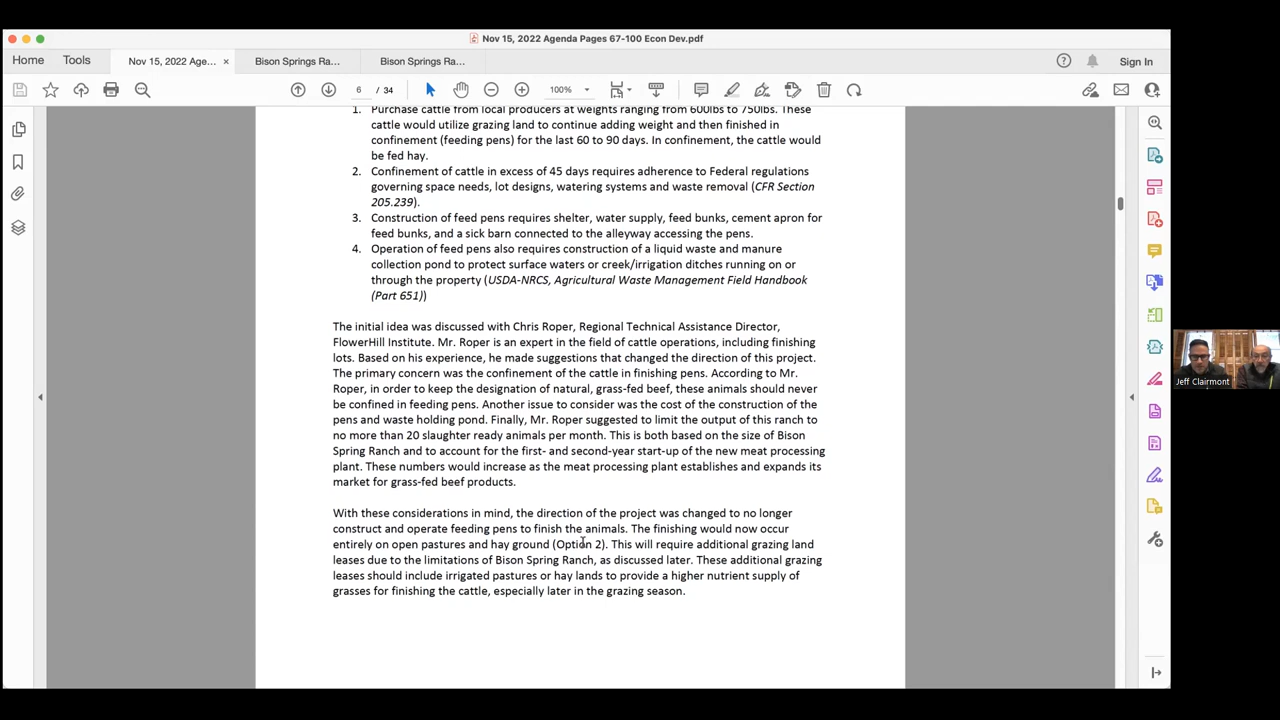 Nov 15, 2022 Agenda Pages 67-100 Econ Dev.pdf
Home Tools Nov 15, 2022 Age... × Bison Springs Ra... Bison Springs Ra... Sign In
6 / 34 100%
1. Purchase cattle from local producers at weights ranging from 600lbs to 750lbs. These
cattle would utilize grazing land to continue adding weight and then finished in
confinement (feeding pens) for the last 60 to 90 days. In confinement, the cattle would
be fed hay.
2. Confinement of cattle in excess of 45 days requires adherence to Federal regulations
governing space needs, lot designs, watering systems and waste removal (CFR Section
205.239).
3. Construction of feed pens requires shelter, water supply, feed bunks, cement apron for
feed bunks, and a sick barn connected to the alleyway accessing the pens.
4. Operation of feed pens also requires construction of a liquid waste and manure
collection pond to protect surface waters or creek/irrigation ditches running on or
through the property (USDA-NRCS, Agricultural Waste Management Field Handbook
(Part 651))
The initial idea was discussed with Chris Roper, Regional Technical Assistance Director,
FlowerHill Institute. Mr. Roper is an expert in the field of cattle operations, including finishing
lots. Based on his experience, he made suggestions that changed the direction of this project.
The primary concern was the confinement of the cattle in finishing pens. According to Mr.
Roper, in order to keep the designation of natural, grass-fed beef, these animals should never
be confined in feeding pens. Another issue to consider was the cost of the construction of the
pens and waste holding pond. Finally, Mr. Roper suggested to limit the output of this ranch to
no more than 20 slaughter ready animals per month. This is both based on the size of Bison
Spring Ranch and to account for the first- and second-year start-up of the new meat processing
plant. These numbers would increase as the meat processing plant establishes and expands its
market for grass-fed beef products.
With these considerations in mind, the direction of the project was changed to no longer
construct and operate feeding pens to finish the animals. The finishing would now occur
entirely on open pastures and hay ground (Option 2). This will require additional grazing land
leases due to the limitations of Bison Spring Ranch, as discussed later. These additional grazing
leases should include irrigated pastures or hay lands to provide a higher nutrient supply of
grasses for finishing the cattle, especially later in the grazing season.
Jeff Clairmont